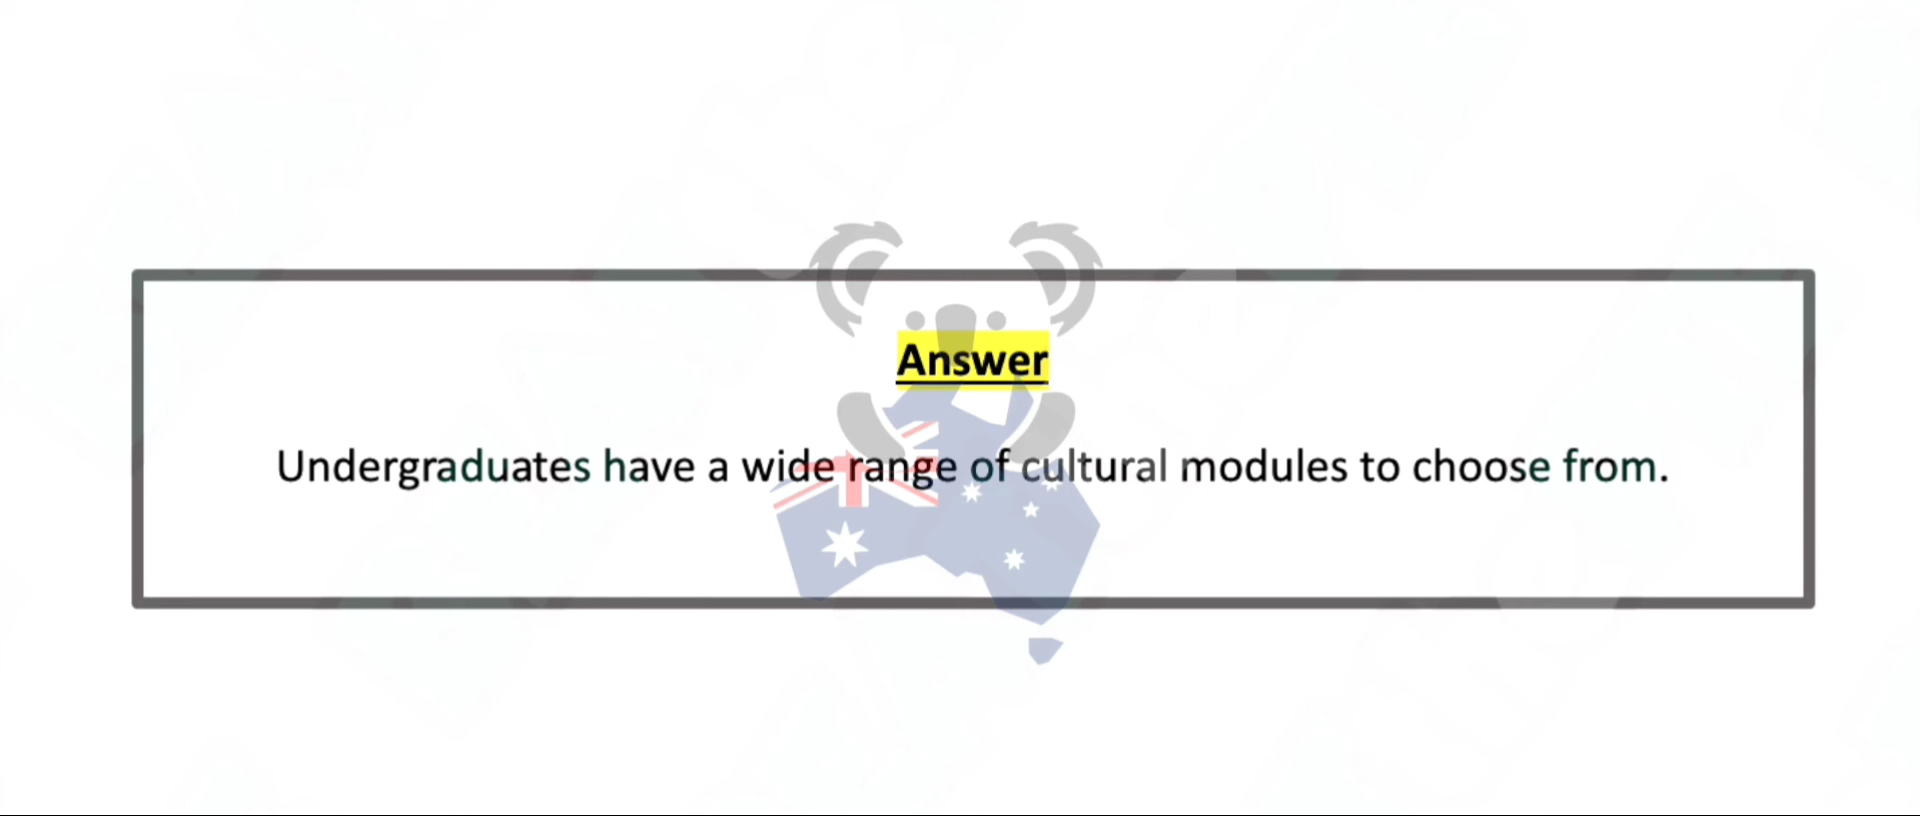 Answer
Undergraduates have a wide range of cultural modules to choose from.